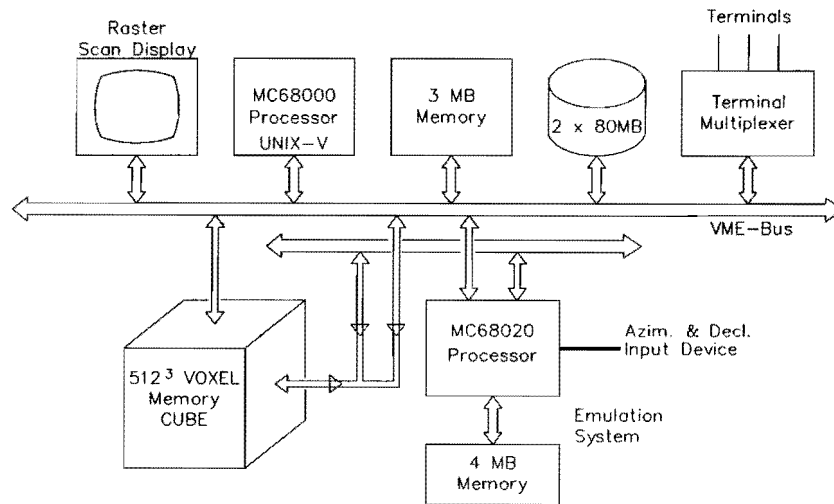 Raster
Scan Display
MC68000
Processor
UNIX-V
3 MB
Memory
2 x 80MB
Terminals
Terminal
Multiplexer
VME-Bus
512³ VOXEL
Memory
CUBE
MC68020
Processor
Azim. & Decl.
Input Device
Emulation
System
4 MB
Memory